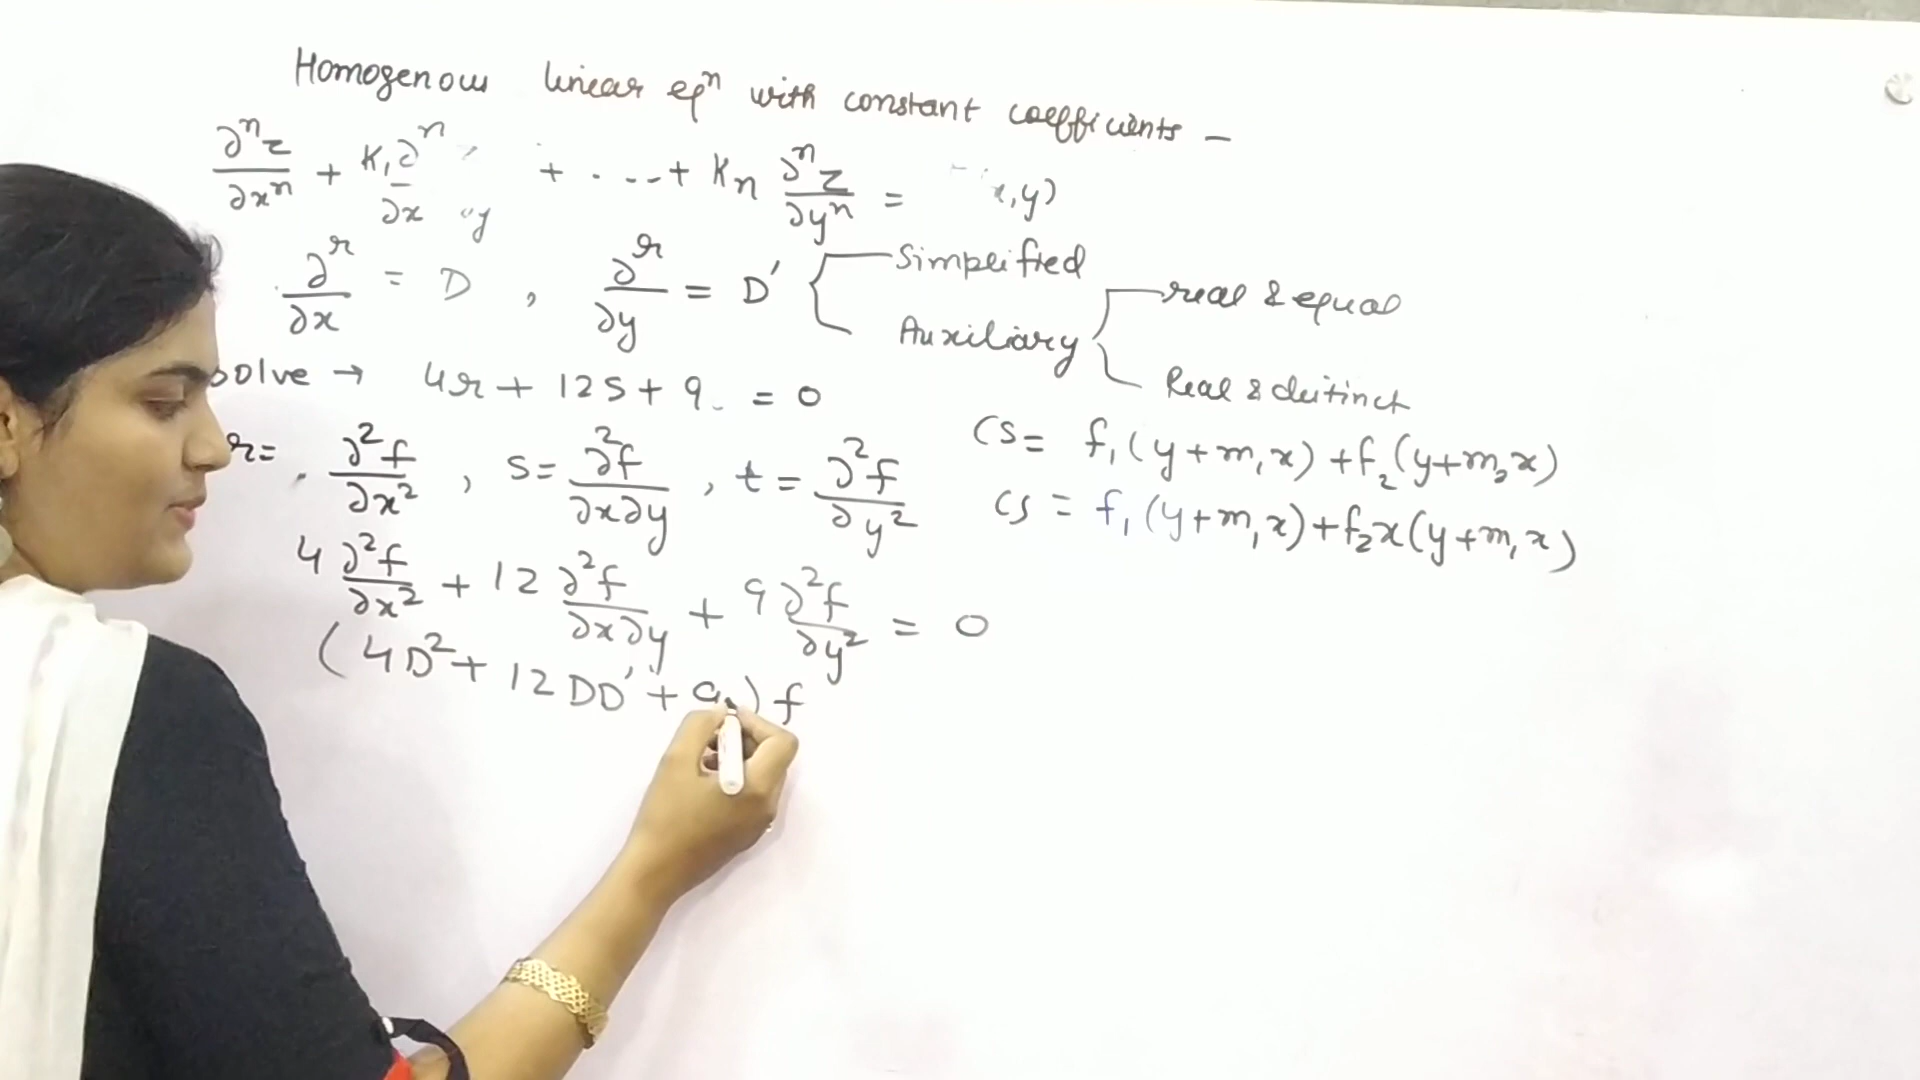 Homogenous linear eqⁿ with constant coefficients –
∂ⁿz/∂xⁿ + K₁∂ⁿ/∂x y + ....+ Kn ∂ⁿz/∂yⁿ = x,y)
∂ʳ/∂x = D , ∂ʳ/∂y = D′
Simplified
Auxiliary
real & equal
Real & distinct
solve → 4r + 12s + 9 = 0
r = ∂²f/∂x² , s = ∂²f/∂x∂y , t = ∂²f/∂y²
CS = f₁(y+m₁x) + f₂(y+m₂x)
CS = f₁(y+m₁x) + f₂x(y+m₁x)
4 ∂²f/∂x² + 12 ∂²f/∂x∂y + 9 ∂²f/∂y² = 0
(4D² + 12DD′ + 9 ) f